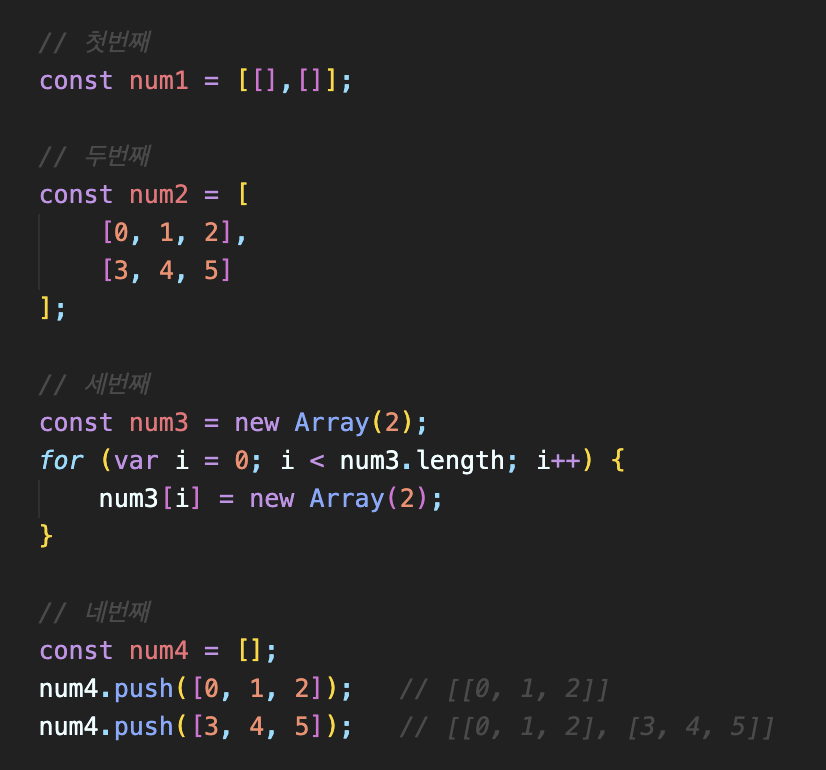 // 첫번째
const num1 = [[],[]];
// 두번째
const num2 = [
[0, 1, 2],
[3, 4, 5]
];
// 세번째
const num3 = new Array(2);
for (var i = 0; i < num3.length; i++) {
num3[i] = new Array(2);
}
// 네번째
const num4 = [];
num4.push([0, 1, 2]); // [[0, 1, 2]]
num4.push([3, 4, 5]); // [[0, 1, 2], [3, 4, 5]]